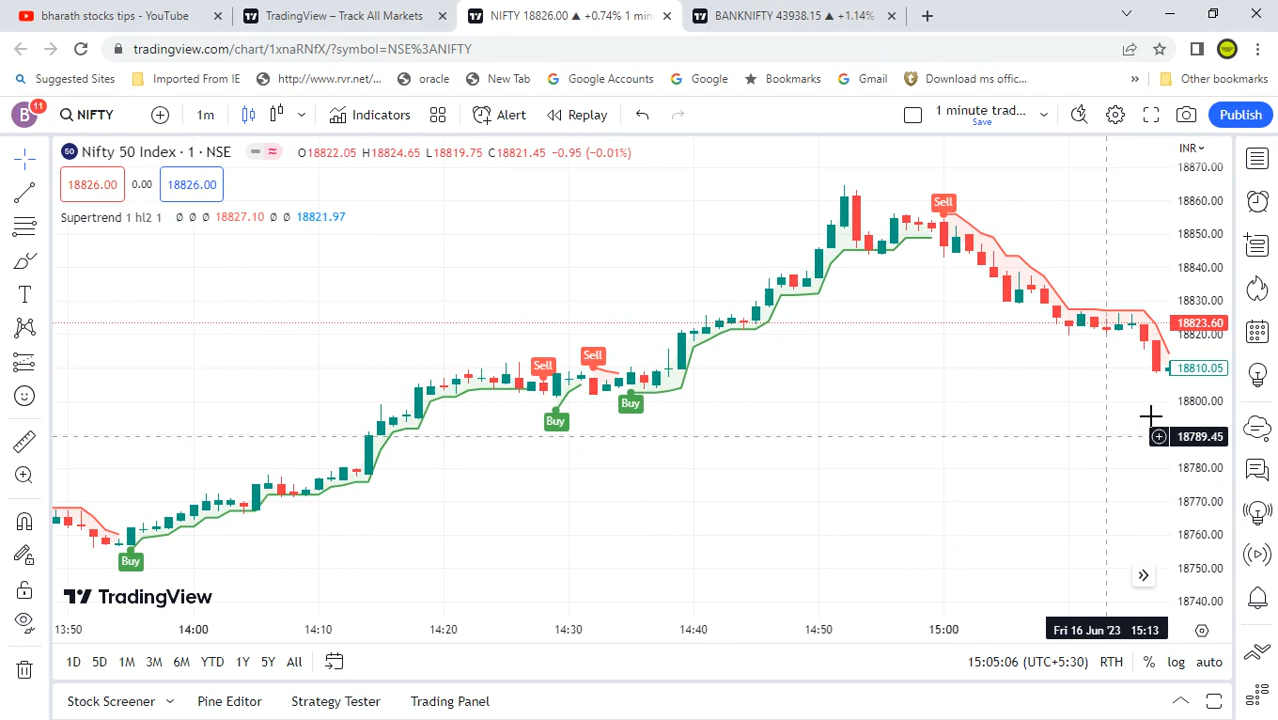 bharath stocks tips - YouTube
TradingView – Track All Markets
NIFTY 18826.00 ▲ +0.74% 1 min
BANKNIFTY 43938.15 ▲ +1.14%
tradingview.com/chart/1xnaRNfX/?symbol=NSE%3ANIFTY
Suggested Sites
Imported From IE
http://www.rvr.net/...
oracle
New Tab
Google Accounts
Google
Bookmarks
Gmail
Download ms offic...
»
Other bookmarks
B
11
NIFTY
1m
Indicators
Alert
Replay
1 minute trad...
Save
Publish
50
Nifty 50 Index · 1 · NSE
O18822.05 H18824.65 L18819.75 C18821.45 -0.95 (-0.01%)
INR
18826.00
0.00
18826.00
Supertrend 1 hl2 1 Ø Ø Ø 18827.10 Ø Ø 18821.97
18870.00
18860.00
18850.00
18840.00
18830.00
18823.60
18820.00
18810.05
18800.00
18789.45
18780.00
18770.00
18760.00
18750.00
18740.00
Sell
Sell
Sell
Buy
Buy
Buy
TradingView
13:50
14:00
14:10
14:20
14:30
14:40
14:50
15:00
Fri 16 Jun '23 15:13
1D 5D 1M 3M 6M YTD 1Y 5Y All
15:05:06 (UTC+5:30) RTH % log auto
Stock Screener
Pine Editor
Strategy Tester
Trading Panel